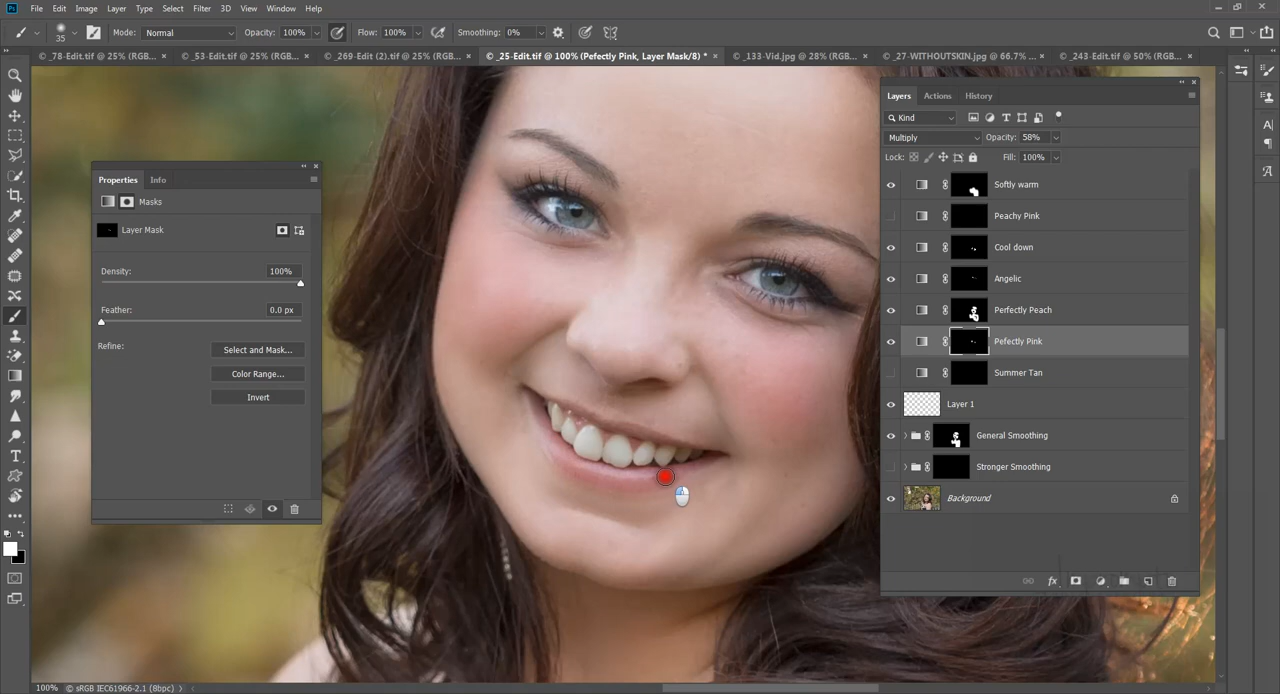 Ps File Edit Image Layer Type Select Filter 3D View Window Help
35 Mode: Normal Opacity: 100% Flow: 100% Smoothing: 0%
© _78-Edit.tif @ 25% (RGB... × © _53-Edit.tif @ 25% (RGB... × © _269-Edit (2).tif @ 25% (RGB... × © _25-Edit.tif @ 100% (Pefectly Pink, Layer Mask/8) * × © _133-Vid.jpg @ 28% (RGB... × © _27-WITHOUTSKIN.jpg @ 66.7% ... × © _243-Edit.tif @ 50% (RGB... ×
Properties Info
Masks
Layer Mask
Density: 100%
Feather: 0.0 px
Refine: Select and Mask...
Color Range...
Invert
Layers Actions History
Kind
Multiply Opacity: 58%
Lock: Fill: 100%
Softly warm
Peachy Pink
Cool down
Angelic
Perfectly Peach
Pefectly Pink
Summer Tan
Layer 1
General Smoothing
Stronger Smoothing
Background
fx
100% © sRGB IEC61966-2.1 (8bpc)